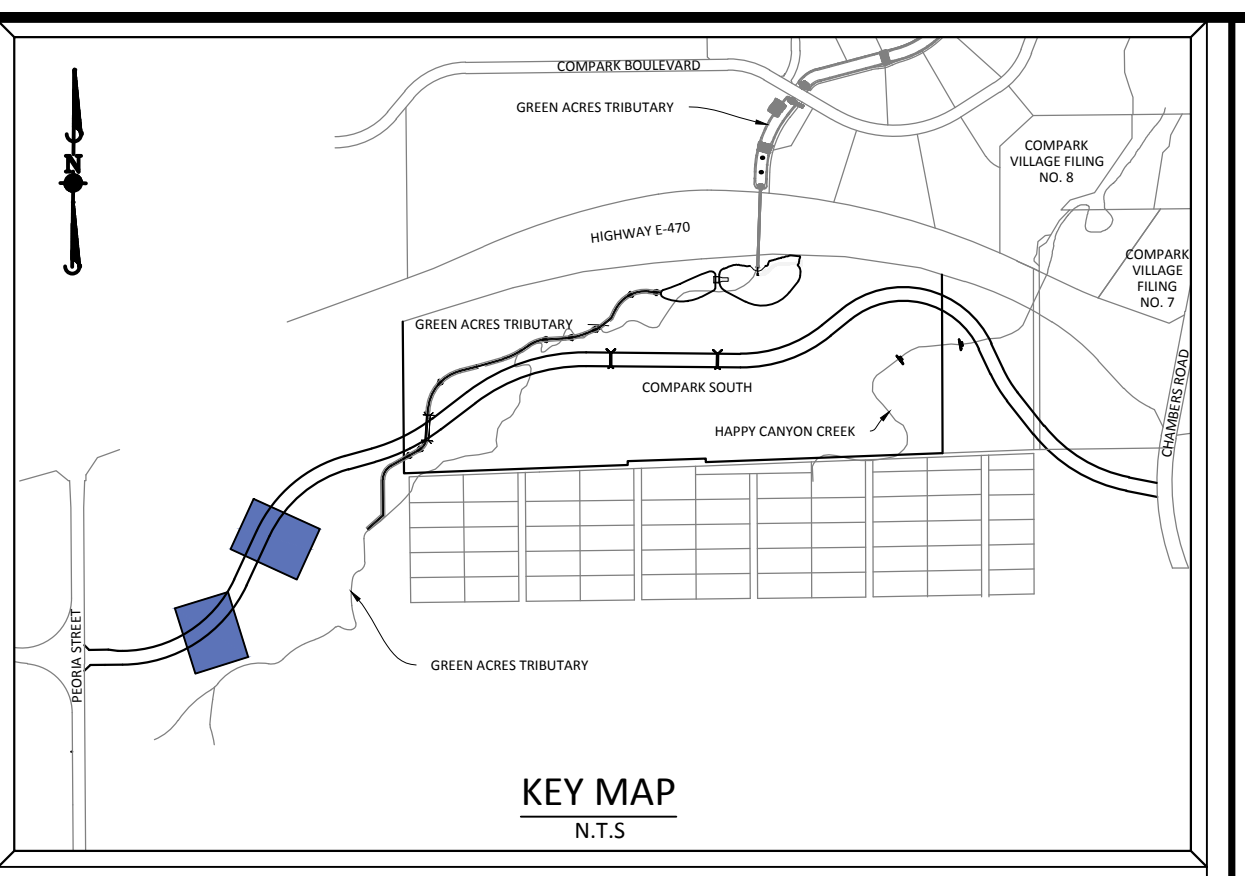 COMPARK BOULEVARD
GREEN ACRES TRIBUTARY
COMPARK
VILLAGE FILING
NO. 8
N
HIGHWAY E-470
COMPARK
VILLAGE
FILING
NO. 7
GREEN ACRES TRIBUTARY
COMPARK SOUTH
CHAMBERS ROAD
HAPPY CANYON CREEK
PEORIA STREET
GREEN ACRES TRIBUTARY
KEY MAP
N.T.S